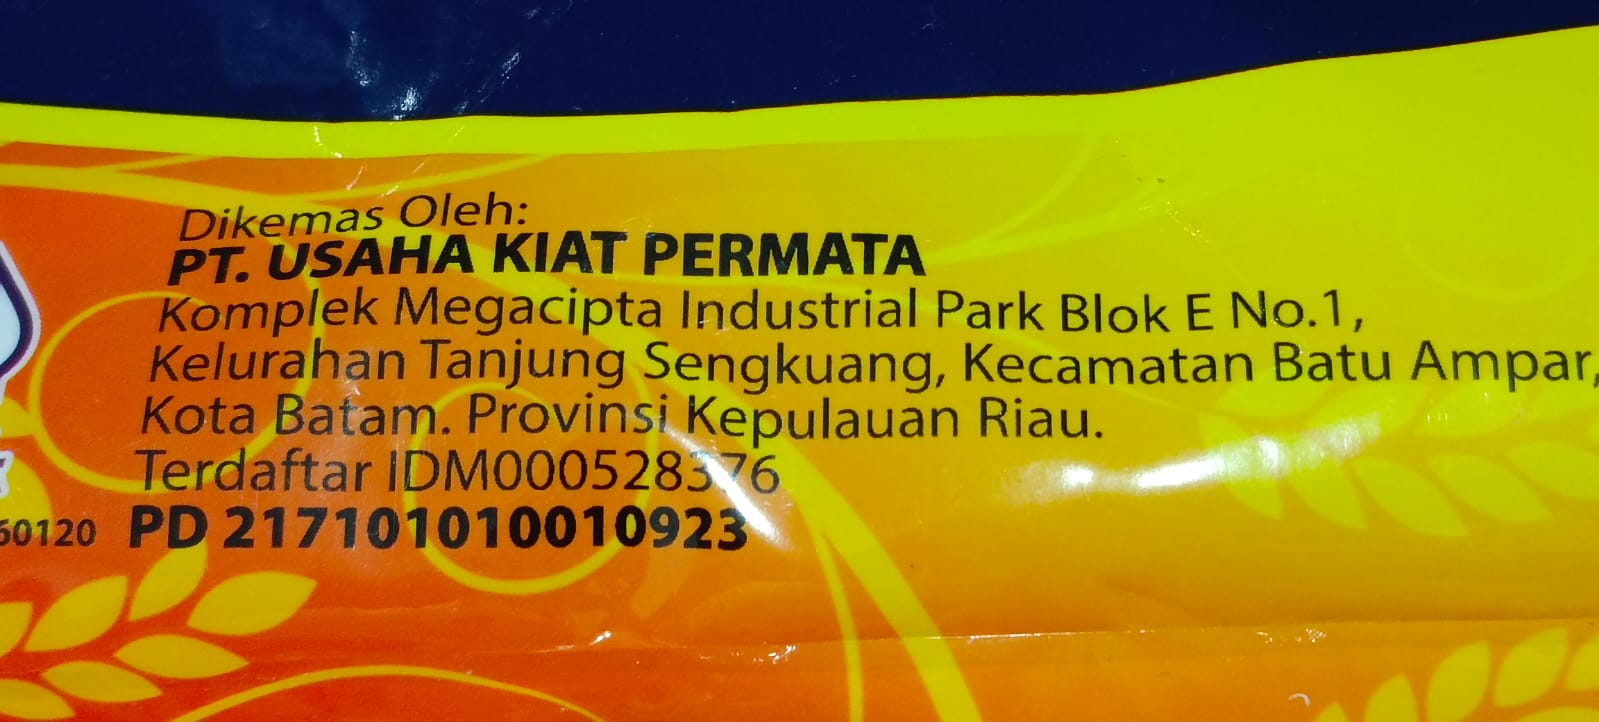 Dikemas Oleh:
PT. USAHA KIAT PERMATA
Komplek Megacipta Industrial Park Blok E No.1,
Kelurahan Tanjung Sengkuang, Kecamatan Batu Ampar,
Kota Batam. Provinsi Kepulauan Riau.
Terdaftar IDM000528376
60120 PD 217101010010923